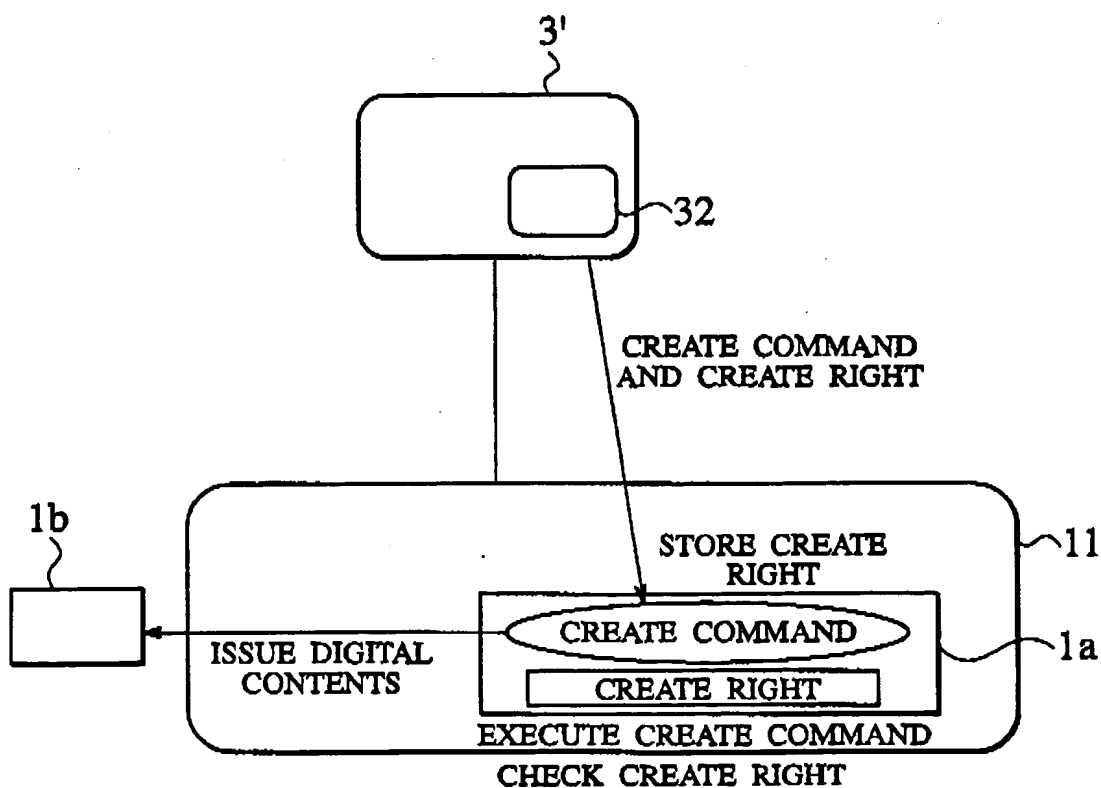 3'
32
CREATE COMMAND
AND CREATE RIGHT
1b
11
STORE CREATE
RIGHT
CREATE COMMAND
1a
ISSUE DIGITAL
CONTENTS
CREATE RIGHT
EXECUTE CREATE COMMAND
CHECK CREATE RIGHT